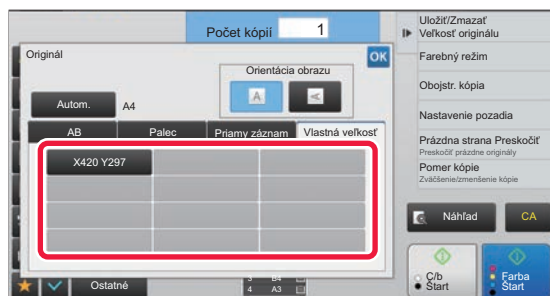 Počet kópií 1
Originál
OK
Orientácia obrazu
A
A
Autom. A4
AB
Palec
Priamy záznam
Vlastná veľkosť
X420 Y297
Ostatné
3 B4
4 A3
Uložiť/Zmazať
Veľkosť originálu
Farebný režim
Obojstr. kópia
Nastavenie pozadia
Prázdna strana Preskočiť
Preskočiť prázdne originály
Pomer kópie
Zväčšenie/zmenšenie kópie
Náhľad
CA
Č/b
Štart
Farba
Štart